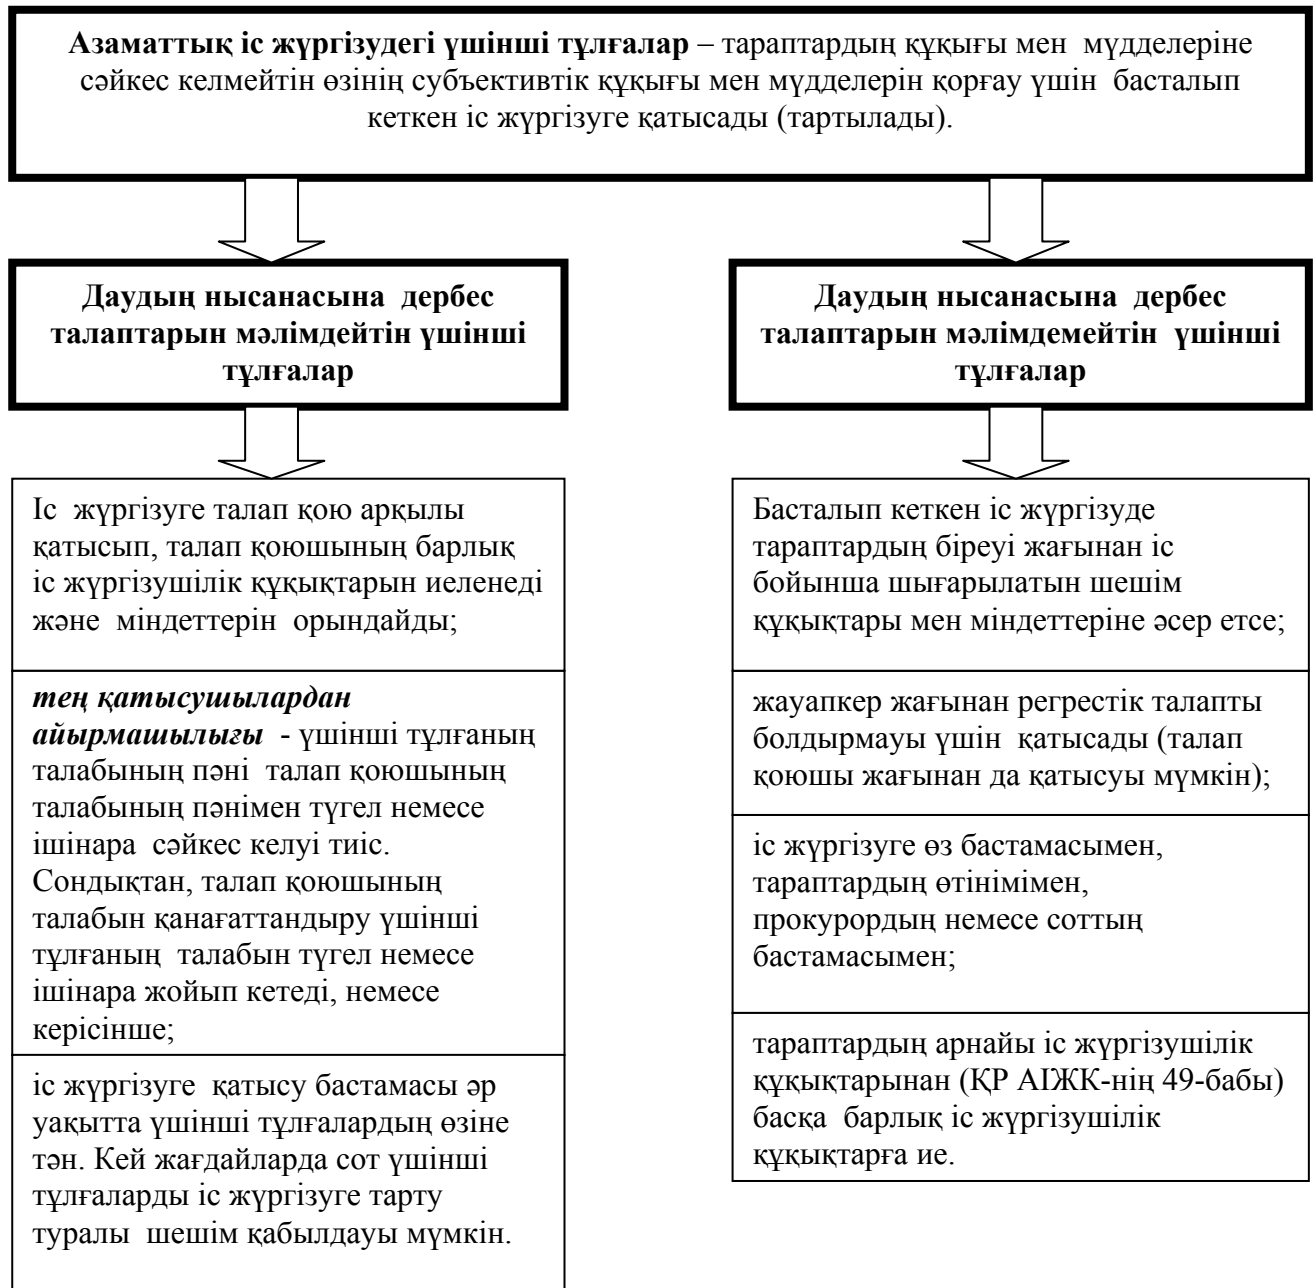 Азаматтық іс жүргізудегі үшінші тұлғалар – тараптардың құқығы мен мүдделеріне
сәйкес келмейтін өзінің субъективтік құқығы мен мүдделерін қорғау үшін басталып
кеткен іс жүргізуге қатысады (тартылады).
Даудың нысанасына дербес
талаптарын мәлімдейтін үшінші
тұлғалар
Іс жүргізуге талап қою арқылы
қатысып, талап қоюшының барлық
іс жүргізушілік құқықтарын иеленеді
және міндеттерін орындайды;
тең қатысушылардан
айырмашылығы - үшінші тұлғаның
талабының пәні талап қоюшының
талабының пәнімен түгел немесе
ішінара сәйкес келуі тиіс.
Сондықтан, талап қоюшының
талабын қанағаттандыру үшінші
тұлғаның талабын түгел немесе
ішінара жойып кетеді, немесе
керісінше;
іс жүргізуге қатысу бастамасы әр
уақытта үшінші тұлғалардың өзіне
тән. Кей жағдайларда сот үшінші
тұлғаларды іс жүргізуге тарту
туралы шешім қабылдауы мүмкін.
Даудың нысанасына дербес
талаптарын мәлімдемейтін үшінші
тұлғалар
Басталып кеткен іс жүргізуде
тараптардың біреуі жағынан іс
бойынша шығарылатын шешім
құқықтары мен міндеттеріне әсер етсе;
жауапкер жағынан регрестік талапты
болдырмауы үшін қатысады (талап
қоюшы жағынан да қатысуы мүмкін);
іс жүргізуге өз бастамасымен,
тараптардың өтінімімен,
прокурордың немесе соттың
бастамасымен;
тараптардың арнайы іс жүргізушілік
құқықтарынан (ҚР АІЖК-нің 49-бабы)
басқа барлық іс жүргізушілік
құқықтарға ие.